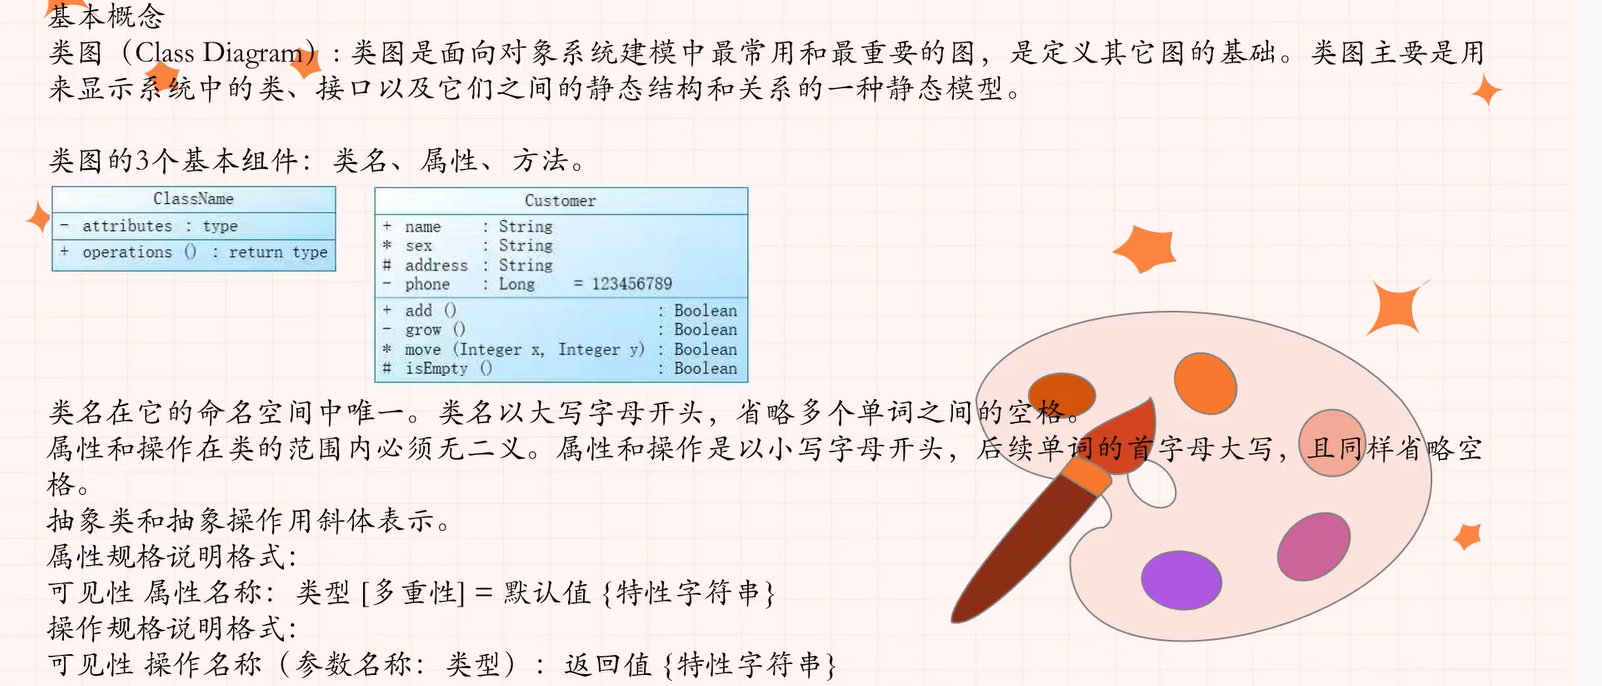 基本概念
类图（Class Diagram）: 类图是面向对象系统建模中最常用和最重要的图，是定义其它图的基础。类图主要是用
来显示系统中的类、接口以及它们之间的静态结构和关系的一种静态模型。
类图的3个基本组件：类名、属性、方法。
ClassName
- attributes : type
+ operations () : return type
Customer
+ name : String
* sex : String
# address : String
- phone : Long = 123456789
+ add () : Boolean
- grow () : Boolean
* move (Integer x, Integer y) : Boolean
# isEmpty () : Boolean
类名在它的命名空间中唯一。类名以大写字母开头，省略多个单词之间的空格。
属性和操作在类的范围内必须无二义。属性和操作是以小写字母开头，后续单词的首字母大写，且同样省略空
格。
抽象类和抽象操作用斜体表示。
属性规格说明格式：
可见性 属性名称：类型 [多重性] = 默认值 {特性字符串}
操作规格说明格式：
可见性 操作名称（参数名称：类型）：返回值 {特性字符串}